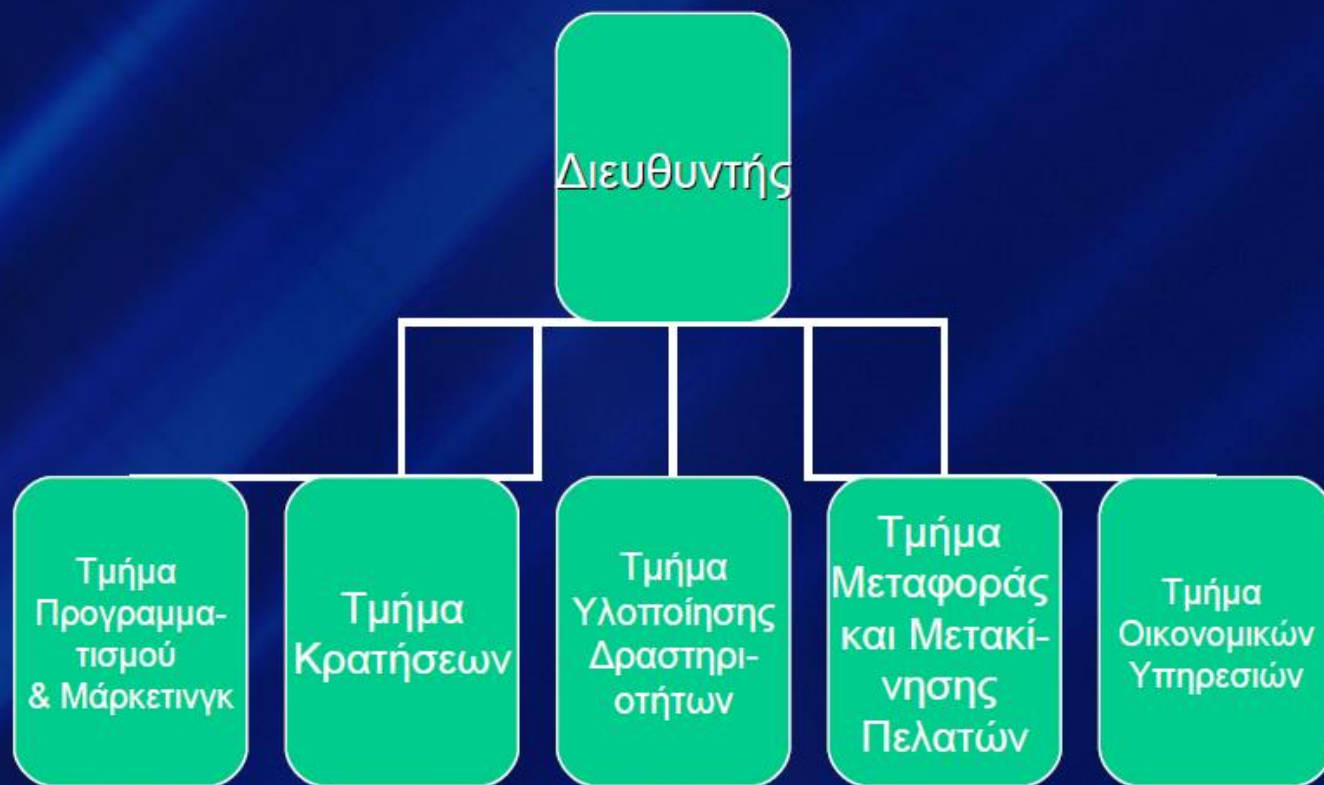 Διευθυντής
Τμήμα
Προγραμμα-
τισμού
& Μάρκετινγκ
Τμήμα
Κρατήσεων
Τμήμα
Υλοποίησης
Δραστηρι-
οτήτων
Τμήμα
Μεταφοράς
και Μετακί-
νησης
Πελατών
Τμήμα
Οικονομικών
Υπηρεσιών